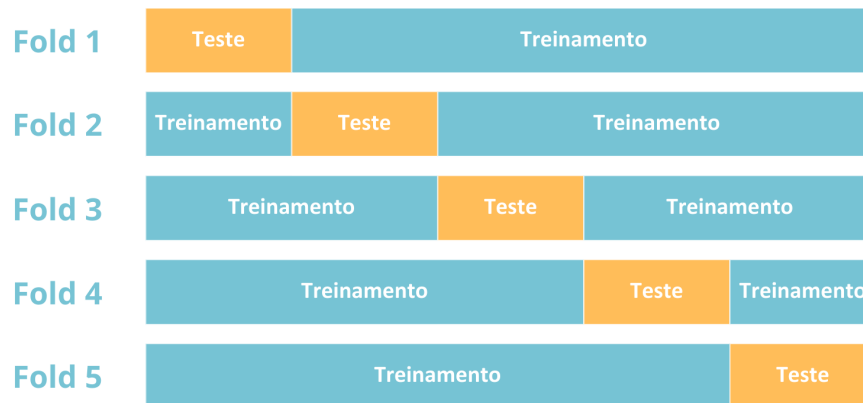 Fold 1 Teste Treinamento
Fold 2 Treinamento Teste Treinamento
Fold 3 Treinamento Teste Treinamento
Fold 4 Treinamento Teste Treinamento
Fold 5 Treinamento Teste